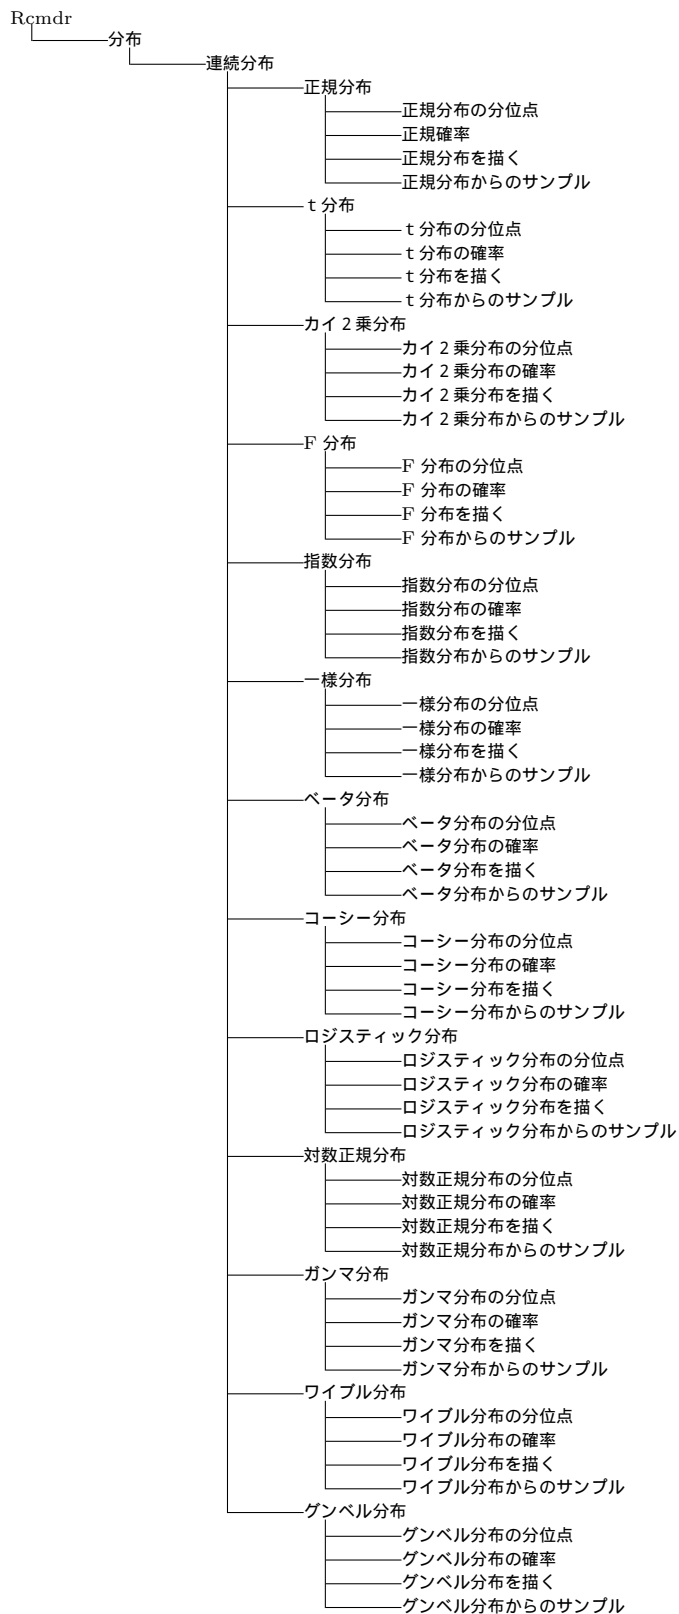 Rcmdr
分布
連続分布
正規分布
正規分布の分位点
正規確率
正規分布を描く
正規分布からのサンプル
ｔ分布
ｔ分布の分位点
ｔ分布の確率
ｔ分布を描く
ｔ分布からのサンプル
カイ２乗分布
カイ２乗分布の分位点
カイ２乗分布の確率
カイ２乗分布を描く
カイ２乗分布からのサンプル
F 分布
F 分布の分位点
F 分布の確率
F 分布を描く
F 分布からのサンプル
指数分布
指数分布の分位点
指数分布の確率
指数分布を描く
指数分布からのサンプル
一様分布
一様分布の分位点
一様分布の確率
一様分布を描く
一様分布からのサンプル
ベータ分布
ベータ分布の分位点
ベータ分布の確率
ベータ分布を描く
ベータ分布からのサンプル
コーシー分布
コーシー分布の分位点
コーシー分布の確率
コーシー分布を描く
コーシー分布からのサンプル
ロジスティック分布
ロジスティック分布の分位点
ロジスティック分布の確率
ロジスティック分布を描く
ロジスティック分布からのサンプル
対数正規分布
対数正規分布の分位点
対数正規分布の確率
対数正規分布を描く
対数正規分布からのサンプル
ガンマ分布
ガンマ分布の分位点
ガンマ分布の確率
ガンマ分布を描く
ガンマ分布からのサンプル
ワイブル分布
ワイブル分布の分位点
ワイブル分布の確率
ワイブル分布を描く
ワイブル分布からのサンプル
グンベル分布
グンベル分布の分位点
グンベル分布の確率
グンベル分布を描く
グンベル分布からのサンプル